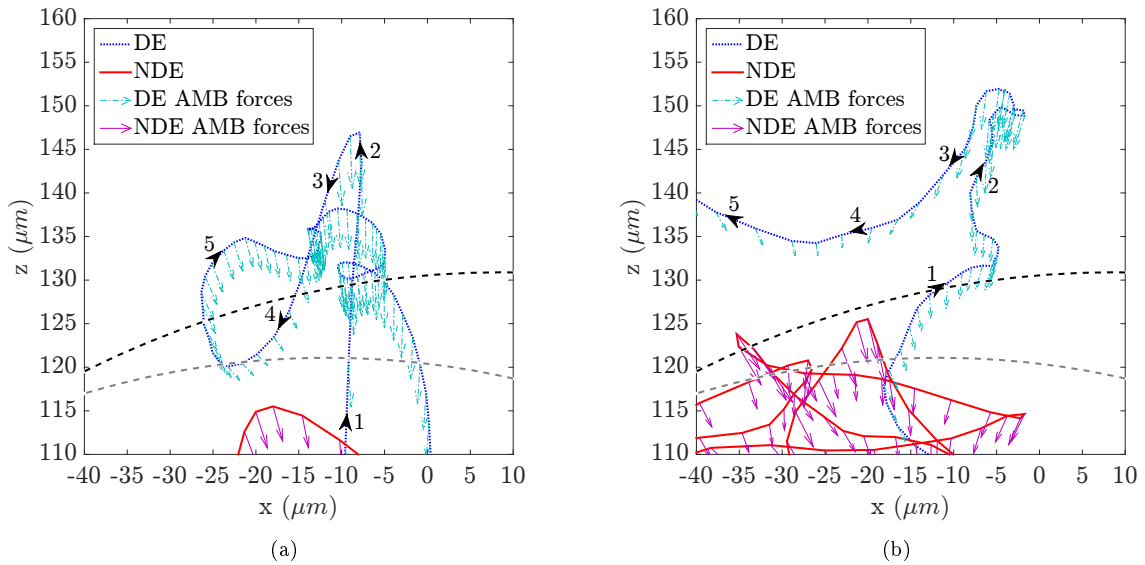 160
155
150
145
140
135
130
125
120
115
110
z (μm)
-40 -35 -30 -25 -20 -15 -10 -5 0 5 10
x (μm)
DE
NDE
DE AMB forces
NDE AMB forces
1
2
3
4
5
(a)
160
155
150
145
140
135
130
125
120
115
110
z (μm)
-40 -35 -30 -25 -20 -15 -10 -5 0 5 10
x (μm)
DE
NDE
DE AMB forces
NDE AMB forces
1
2
3
4
5
(b)